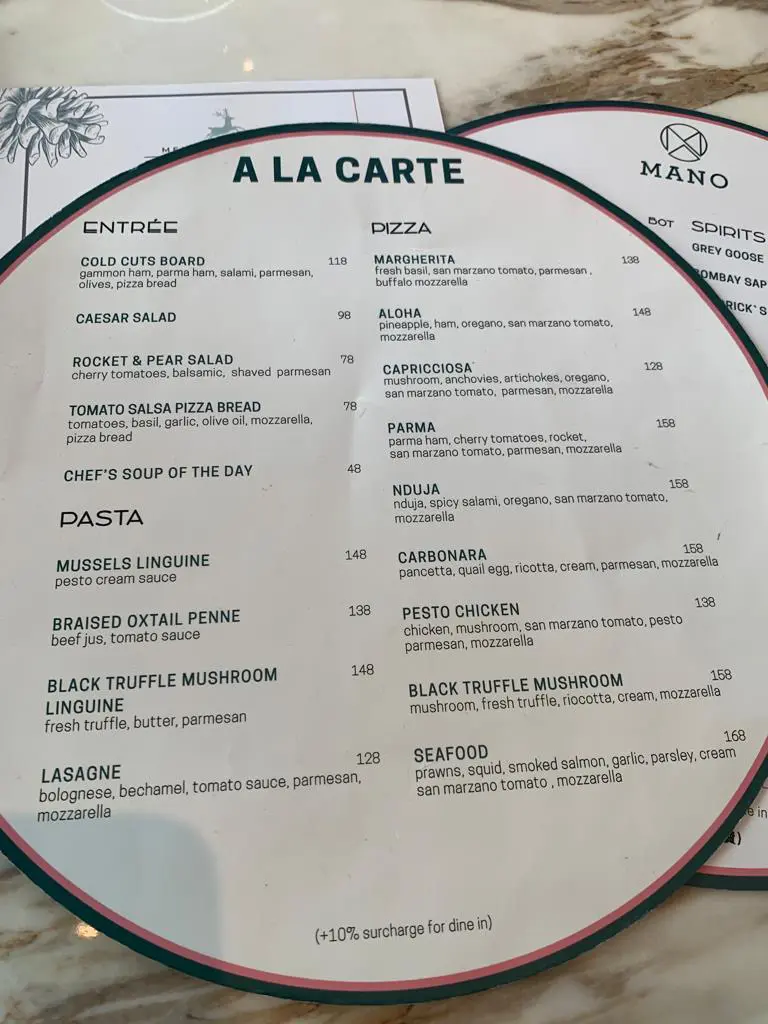 A LA CARTE
ENTRÉE
COLD CUTS BOARD 118
gammon ham, parma ham, salami, parmesan,
olives, pizza bread
CAESAR SALAD 98
ROCKET & PEAR SALAD 78
cherry tomatoes, balsamic, shaved parmesan
TOMATO SALSA PIZZA BREAD 78
tomatoes, basil, garlic, olive oil, mozzarella,
pizza bread
CHEF'S SOUP OF THE DAY 48
PASTA
MUSSELS LINGUINE 148
pesto cream sauce
BRAISED OXTAIL PENNE 138
beef jus, tomato sauce
BLACK TRUFFLE MUSHROOM 148
LINGUINE
fresh truffle, butter, parmesan
LASAGNE 128
bolognese, bechamel, tomato sauce, parmesan,
mozzarella
PIZZA
MARGHERITA 138
fresh basil, san marzano tomato, parmesan ,
buffalo mozzarella
ALOHA 148
pineapple, ham, oregano, san marzano tomato,
mozzarella
CAPRICCIOSA 128
mushroom, anchovies, artichokes, oregano,
san marzano tomato, parmesan, mozzarella
PARMA 158
parma ham, cherry tomatoes, rocket,
san marzano tomato, parmesan, mozzarella
NDUJA 158
nduja, spicy salami, oregano, san marzano tomato,
mozzarella
CARBONARA 158
pancetta, quail egg, ricotta, cream, parmesan, mozzarella
PESTO CHICKEN 138
chicken, mushroom, san marzano tomato, pesto
parmesan, mozzarella
BLACK TRUFFLE MUSHROOM 158
mushroom, fresh truffle, riocotta, cream, mozzarella
SEAFOOD 168
prawns, squid, smoked salmon, garlic, parsley, cream
san marzano tomato , mozzarella
(+10% surcharge for dine in)
MANO
BOT SPIRITS
GREY GOOSE
OMBAY SAP
RICK'S